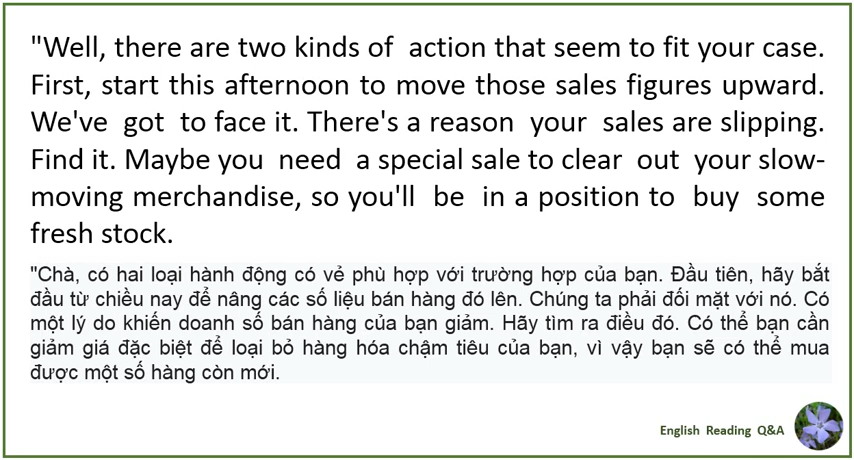 "Well, there are two kinds of action that seem to fit your case.
First, start this afternoon to move those sales figures upward.
We've got to face it. There's a reason your sales are slipping.
Find it. Maybe you need a special sale to clear out your slow-
moving merchandise, so you'll be in a position to buy some
fresh stock.
"Chà, có hai loại hành động có vẻ phù hợp với trường hợp của bạn. Đầu tiên, hãy bắt
đầu từ chiều nay để nâng các số liệu bán hàng đó lên. Chúng ta phải đối mặt với nó. Có
một lý do khiến doanh số bán hàng của bạn giảm. Hãy tìm ra điều đó. Có thể bạn cần
giảm giá đặc biệt để loại bỏ hàng hóa chậm tiêu của bạn, vì vậy bạn sẽ có thể mua
được một số hàng còn mới.
English Reading Q&A